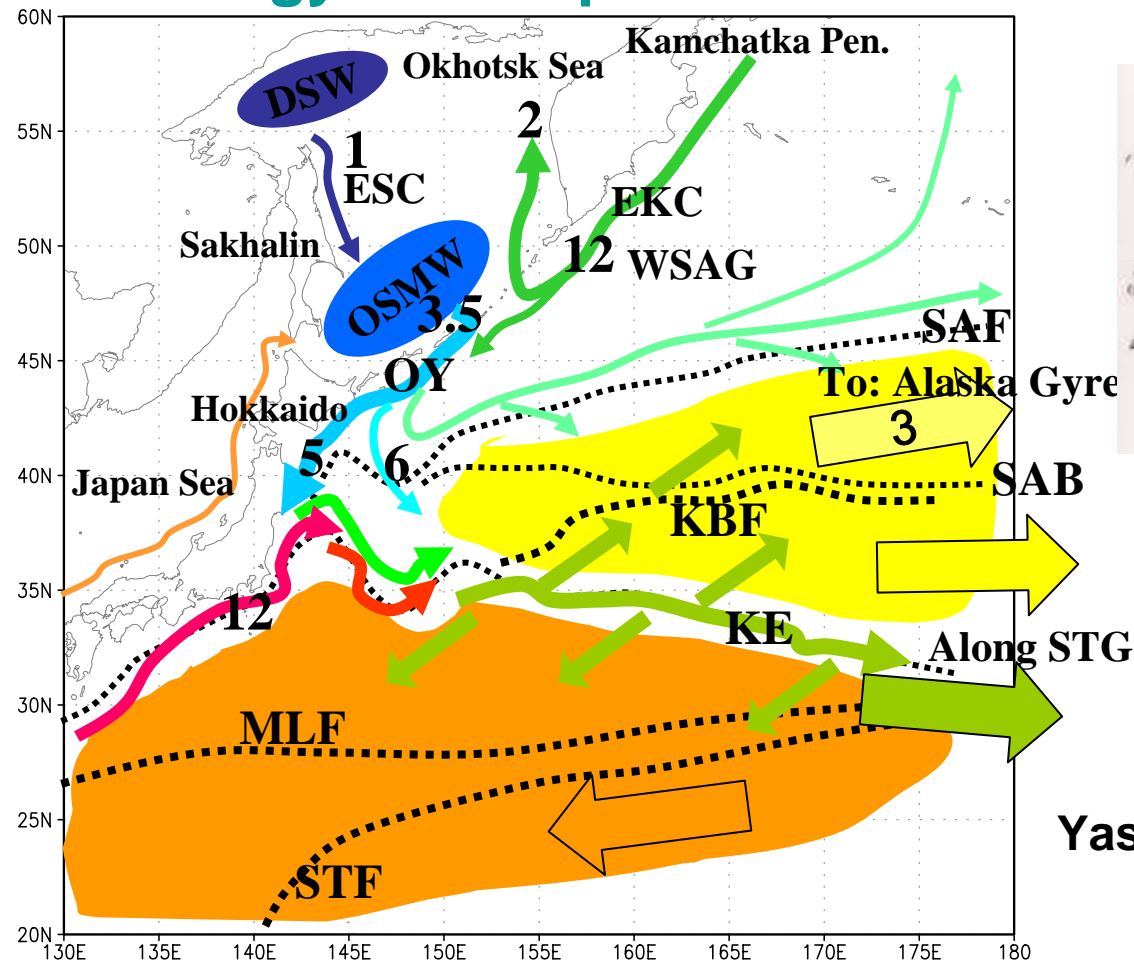 60N
Kamchatka Pen.
Okhotsk Sea
DSW
2
55N
1
ESC
EKC
Sakhalin
50N
12 WSAG
OSMW
3.5
SAF
45N
OY
To: Alaska Gyre
Hokkaido
3
5
6
40N
Japan Sea
SAB
KBF
35N
12
KE
Along STG
30N
MLF
25N
Yas
STF
20N
130E 135E 140E 145E 150E 155E 160E 165E 170E 175E 180